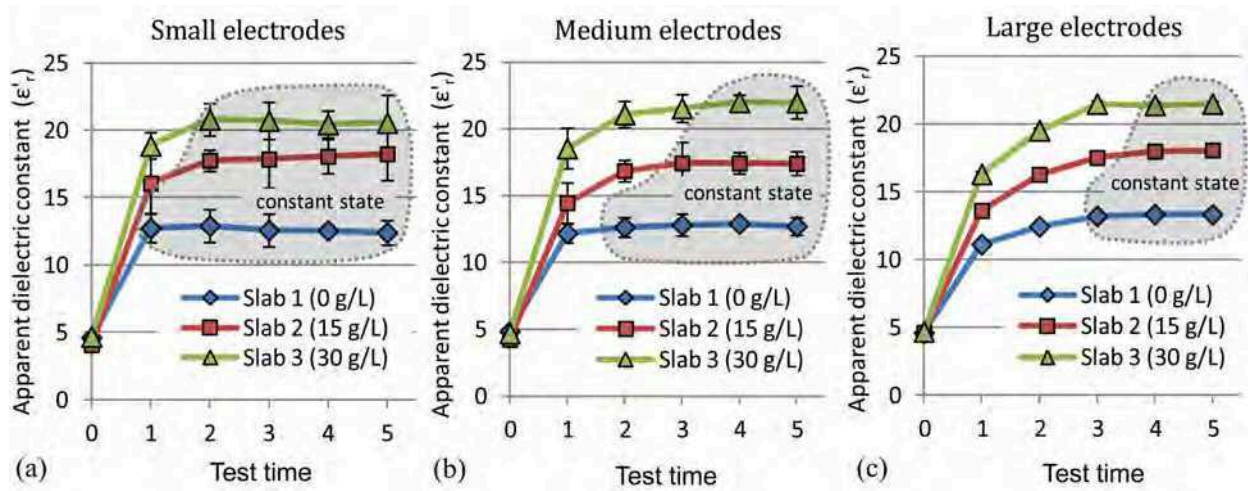 Small electrodes
Apparent dielectric constant (ε'r)
25
20
15
10
5
0
constant state
Slab 1 (0 g/L)
Slab 2 (15 g/L)
Slab 3 (30 g/L)
0 1 2 3 4 5
(a) Test time
Medium electrodes
Apparent dielectric constant (ε'r)
25
20
15
10
5
0
constant state
Slab 1 (0 g/L)
Slab 2 (15 g/L)
Slab 3 (30 g/L)
0 1 2 3 4 5
(b) Test time
Large electrodes
Apparent dielectric constant (ε'r)
25
20
15
10
5
0
constant state
Slab 1 (0 g/L)
Slab 2 (15 g/L)
Slab 3 (30 g/L)
0 1 2 3 4 5
(c) Test time